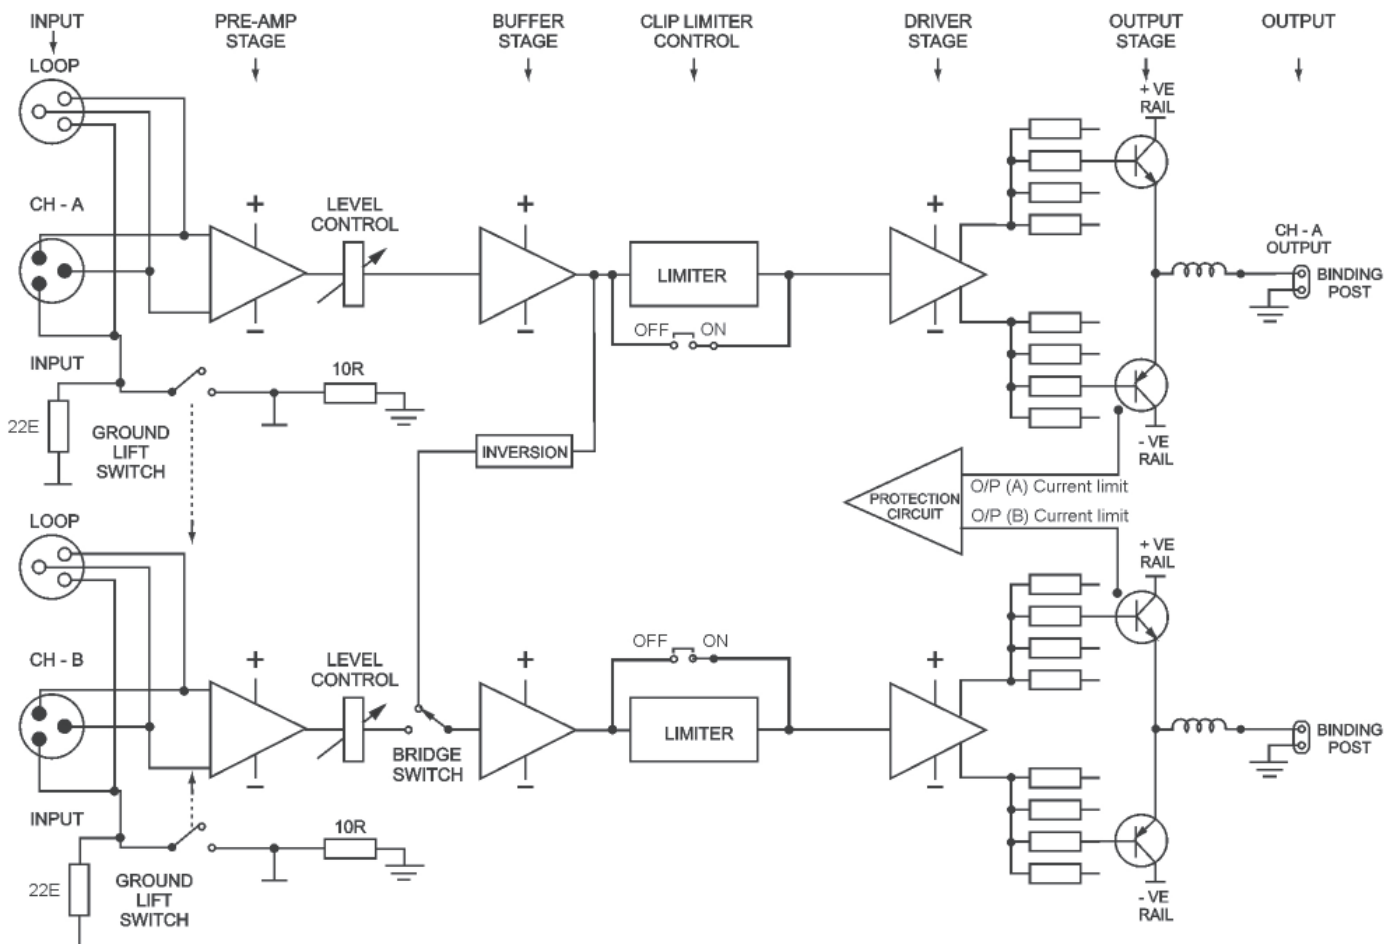 INPUT
PRE-AMP
STAGE
BUFFER
STAGE
CLIP LIMITER
CONTROL
DRIVER
STAGE
OUTPUT
STAGE
OUTPUT
LOOP
+ VE
RAIL
CH - A
+
LEVEL
CONTROL
+
+
CH - A
OUTPUT
LIMITER
BINDING
POST
−
−
OFF ON
−
INPUT
10R
22E
GROUND
LIFT
SWITCH
INVERSION
- VE
RAIL
PROTECTION
CIRCUIT
O/P (A) Current limit
O/P (B) Current limit
LOOP
+ VE
RAIL
CH - B
+
LEVEL
CONTROL
+
OFF ON
+
BRIDGE
SWITCH
LIMITER
BINDING
POST
−
−
−
INPUT
10R
22E
GROUND
LIFT
SWITCH
- VE
RAIL